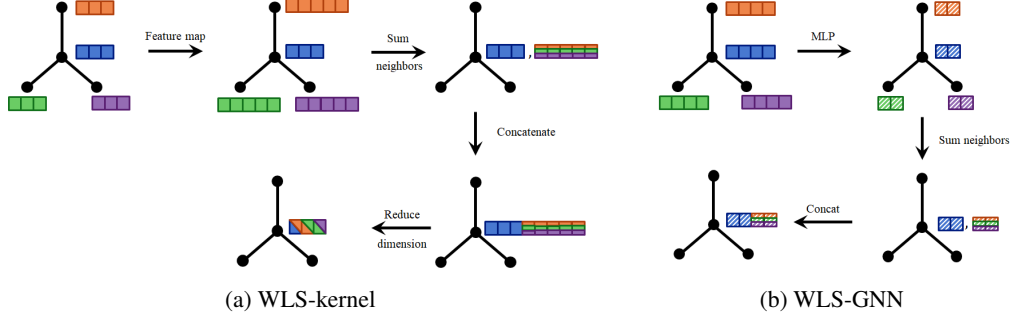 Feature map
Sum
neighbors
,
Concatenate
Reduce
dimension
(a) WLS-kernel
MLP
Sum neighbors
,
Concat
(b) WLS-GNN